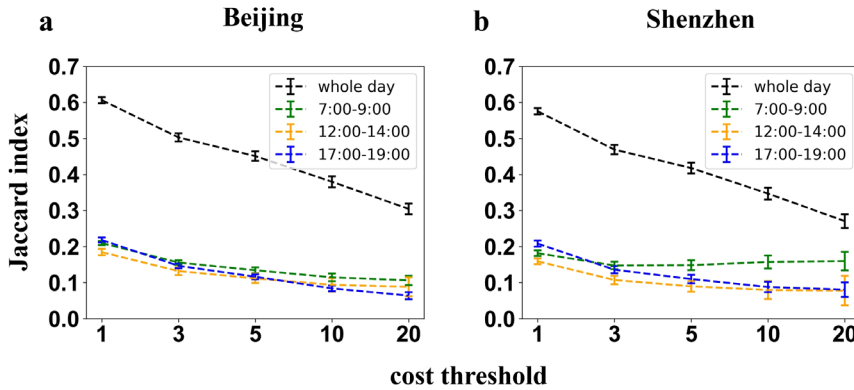 a Beijing
b Shenzhen
Jaccard index
0.7
0.6
0.5
0.4
0.3
0.2
0.1
0.0
whole day
7:00-9:00
12:00-14:00
17:00-19:00
1 3 5 10 20
0.7
0.6
0.5
0.4
0.3
0.2
0.1
0.0
whole day
7:00-9:00
12:00-14:00
17:00-19:00
1 3 5 10 20
cost threshold